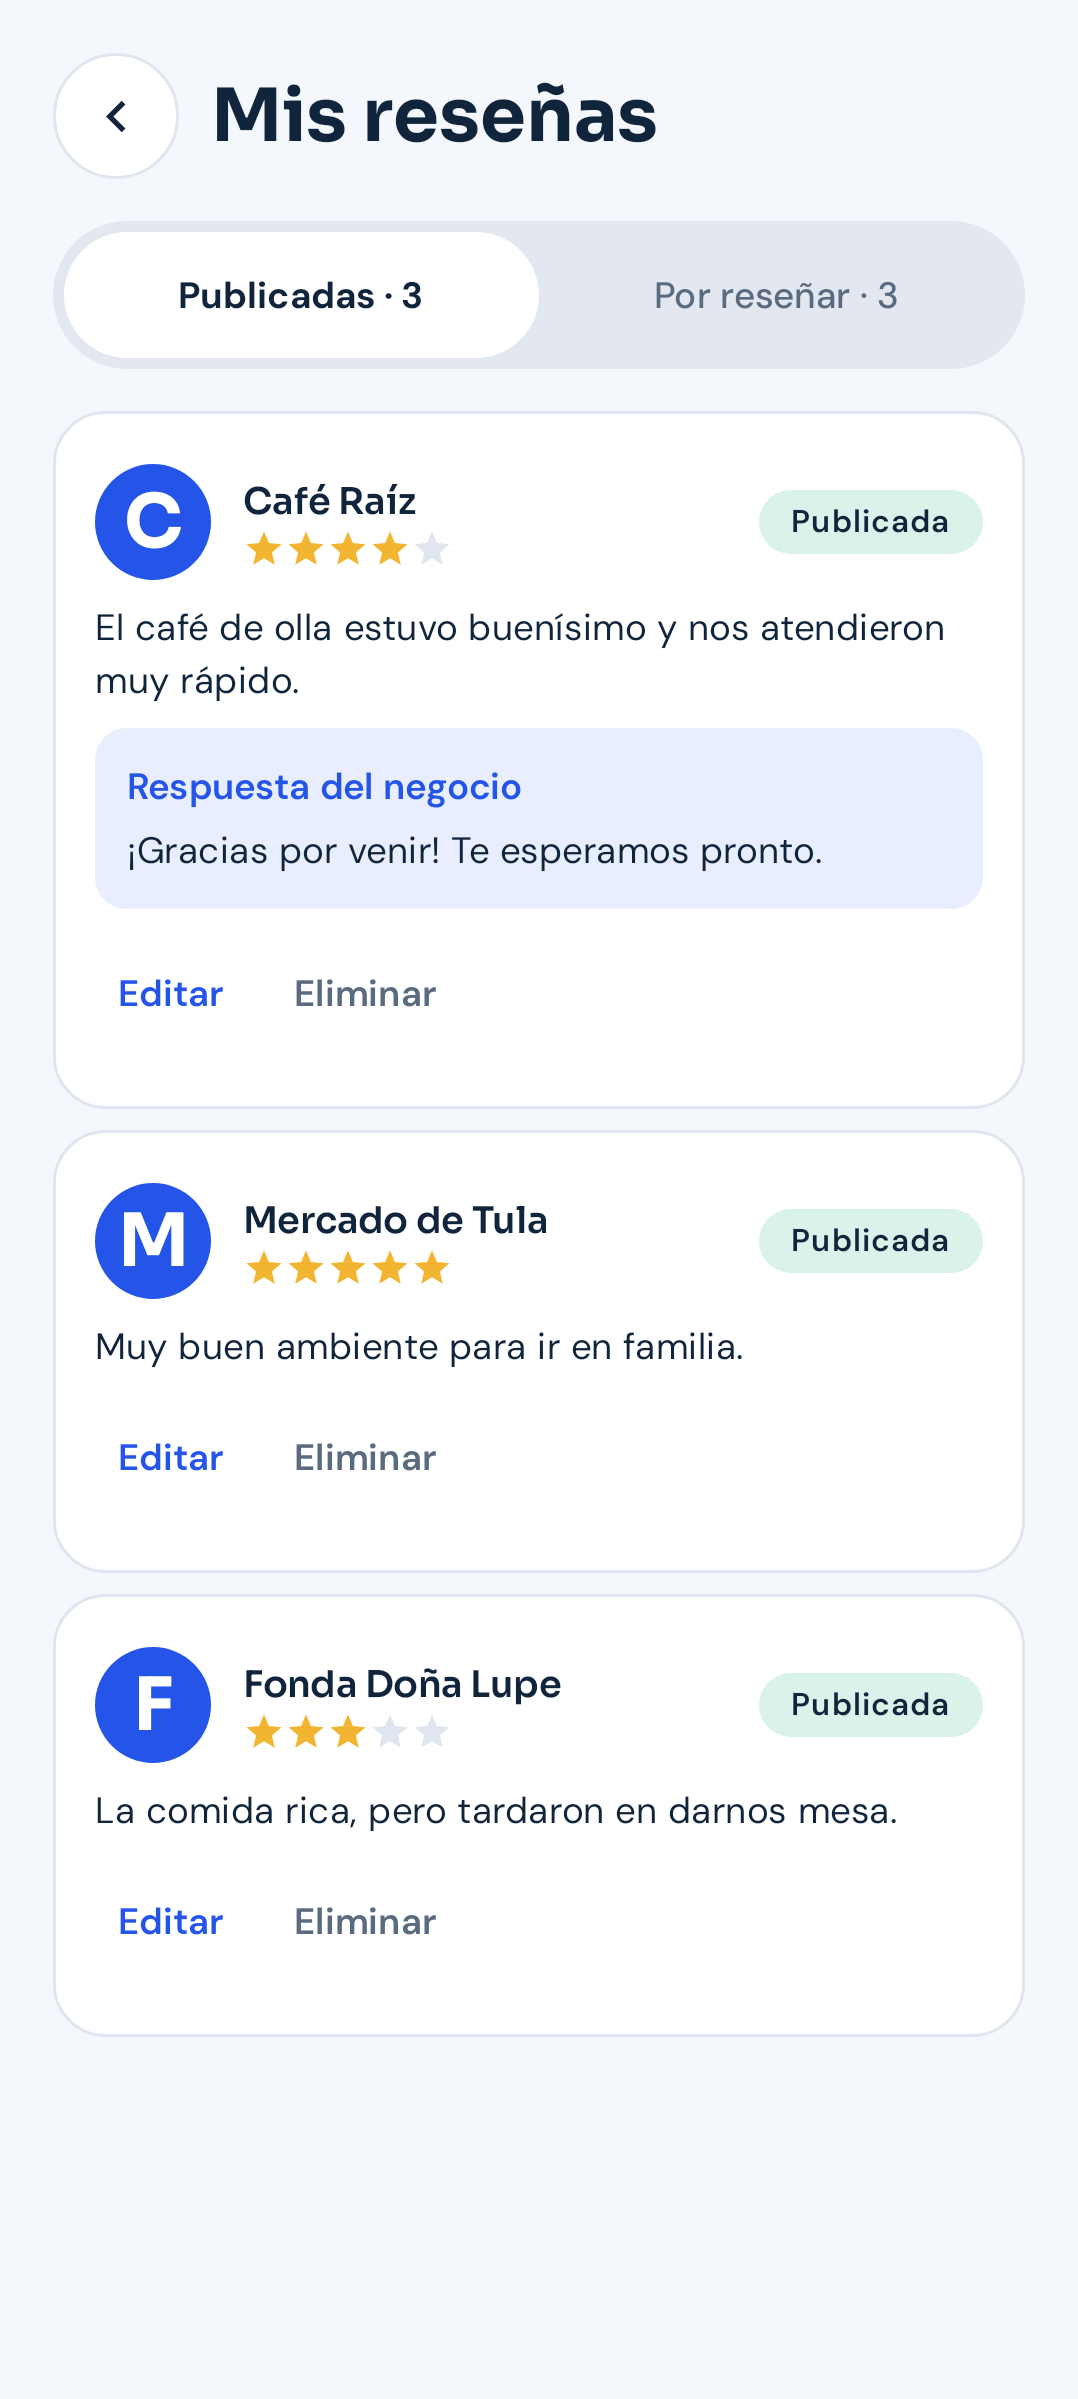 Mis reseñas
Publicadas · 3
Por reseñar · 3
C
Café Raíz
Publicada
El café de olla estuvo buenísimo y nos atendieron
muy rápido.
Respuesta del negocio
¡Gracias por venir! Te esperamos pronto.
Editar
Eliminar
M
Mercado de Tula
Publicada
Muy buen ambiente para ir en familia.
Editar
Eliminar
F
Fonda Doña Lupe
Publicada
La comida rica, pero tardaron en darnos mesa.
Editar
Eliminar